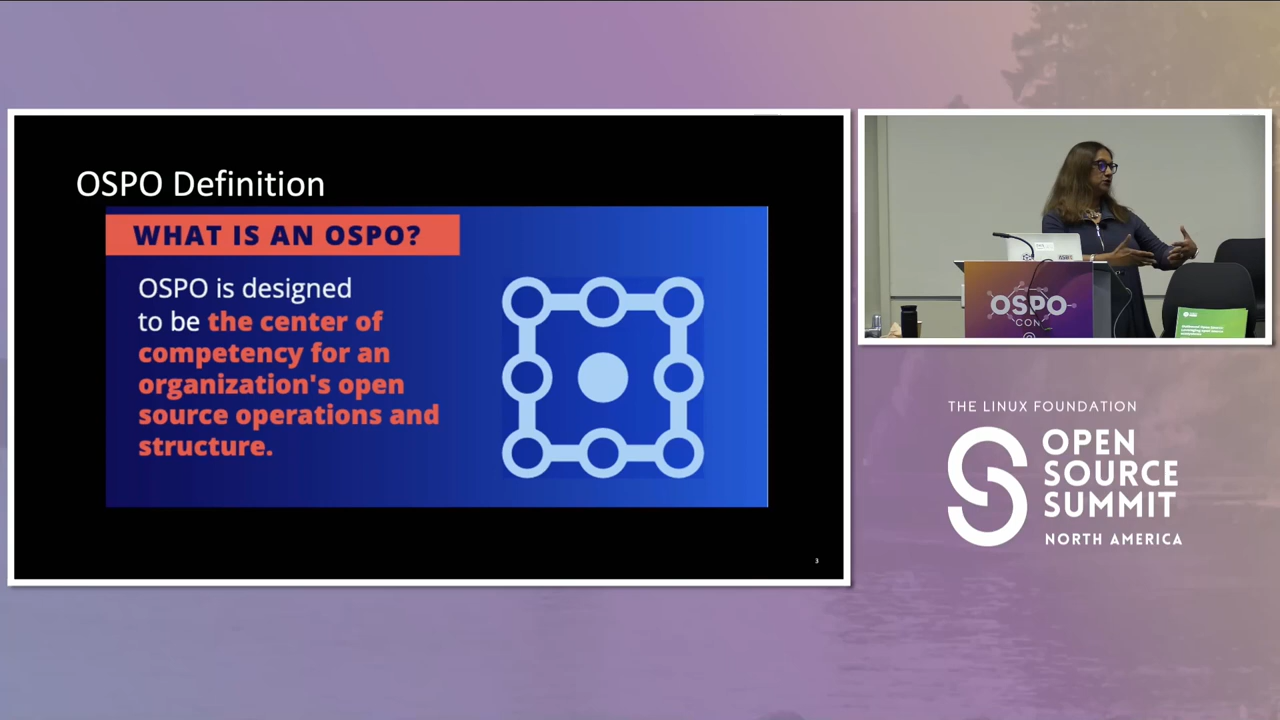 OSPO Definition
WHAT IS AN OSPO?
OSPO is designed
to be the center of
competency for an
organization's open
source operations and
structure.
3
OSPO
CON
THE LINUX FOUNDATION
OPEN
SOURCE
SUMMIT
NORTH AMERICA